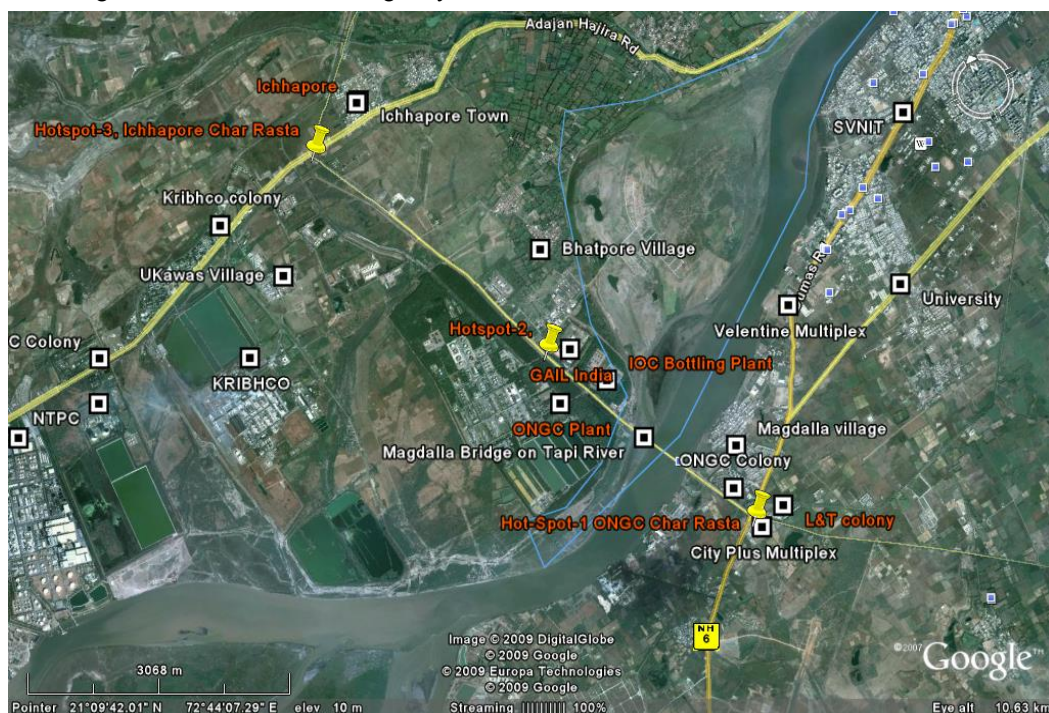 Adajan Hajira Rd
Ichhapore
Ichhapore Town
SVNIT
W
Hotspot-3, Ichhapore Char Rasta
Kribhco colony
Bhatpore Village
UKawas Village
Dumas Rd
University
Velentine Multiplex
Hotspot-2,
C Colony
KRIBHCO
GAIL India
IOC Bottling Plant
NTPC
ONGC Plant
Magdalla village
Magdalla Bridge on Tapi River
ONGC Colony
Hot-Spot-1 ONGC Char Rasta
L&T colony
City Plus Multiplex
NH
6
Image © 2009 DigitalGlobe
© 2009 Google
© 2009 Europa Technologies
© 2009 Google
©2007 Google™
3068 m
Pointer 21°09'42.01" N 72°44'07.29" E elev 10 m
Streaming |||||||||| 100%
Eye alt 10.63 km